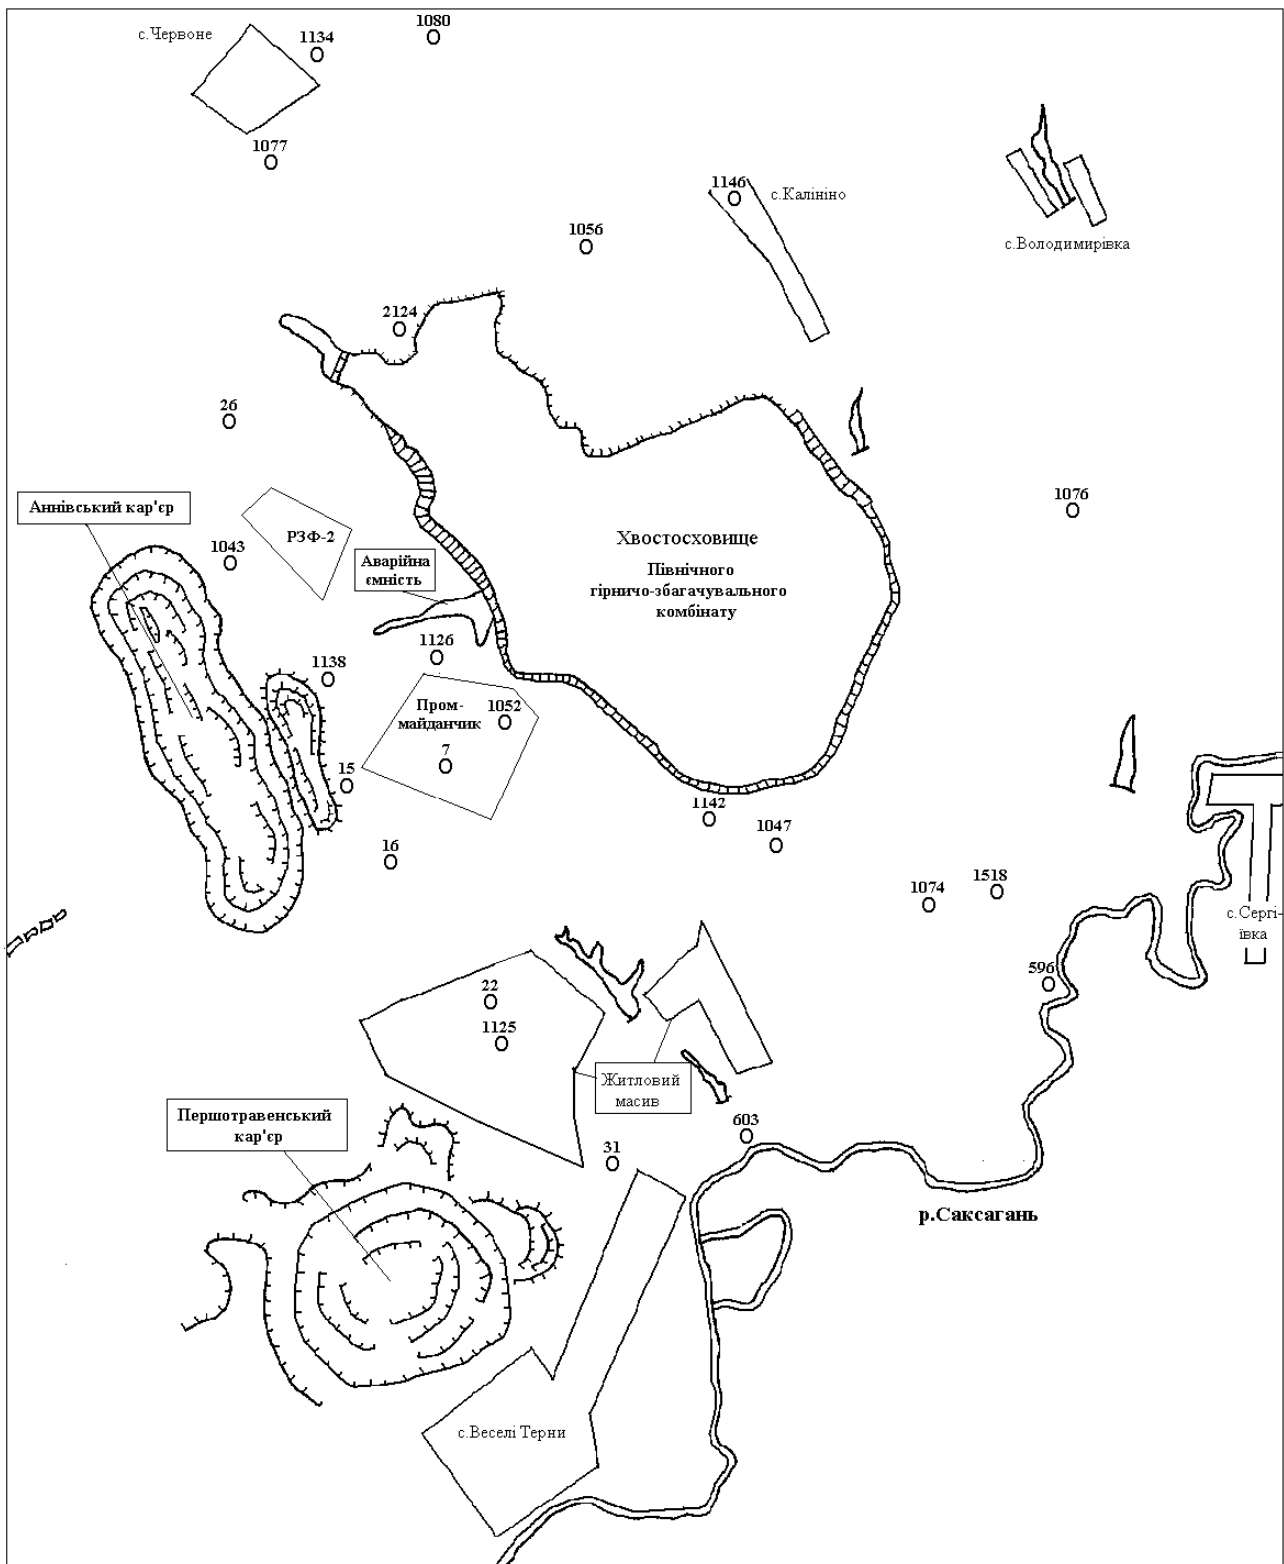 1080
с.Червоне
1134
1077
1146
с.Калініно
1056
с.Володимирівка
2124
26
1076
Аннівський кар'єр
РЗФ-2
Хвостосховище
1043
Аварійна
ємність
Північного
гірничо-збагачувального
комбінату
1126
1138
Пром-
майданчик
1052
7
15
1142
1047
16
1074
1518
с.Сергі-
ївка
596
22
1125
Житловий
масив
Першотравенський
кар'єр
603
31
р.Саксагань
с.Веселі Терни